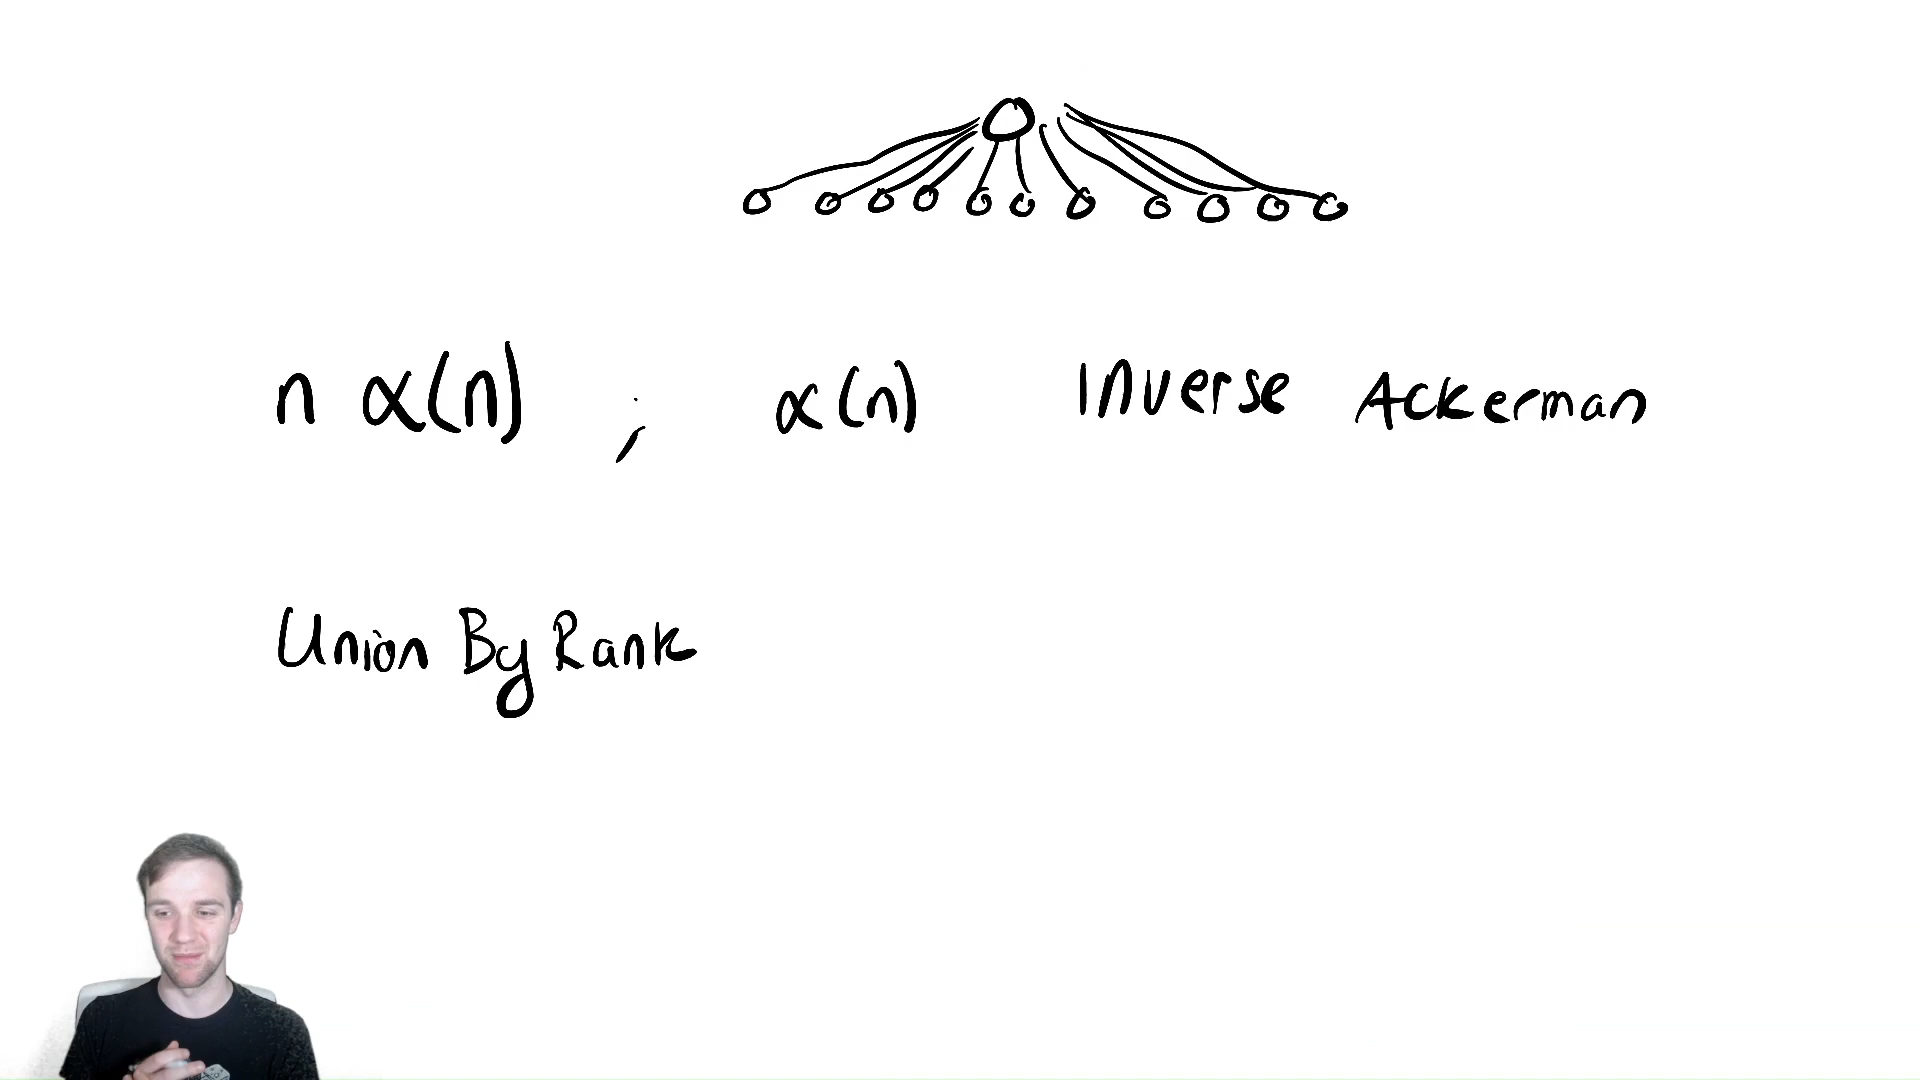 n α(n) ; α(n) Inverse Ackerman
Union By Rank